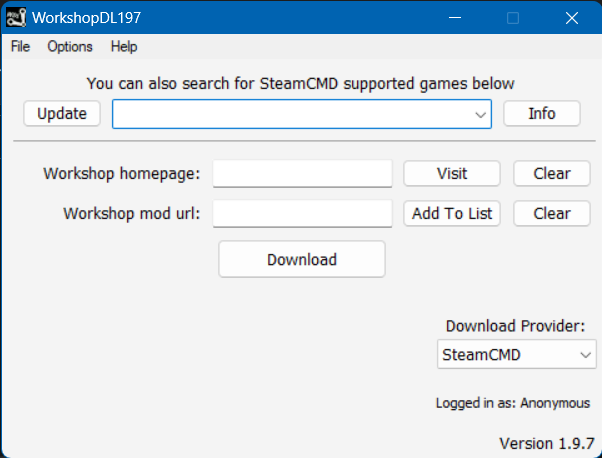 WorkshopDL197
File Options Help
You can also search for SteamCMD supported games below
Update Info
Workshop homepage: Visit Clear
Workshop mod url: Add To List Clear
Download
Download Provider:
SteamCMD
Logged in as: Anonymous
Version 1.9.7